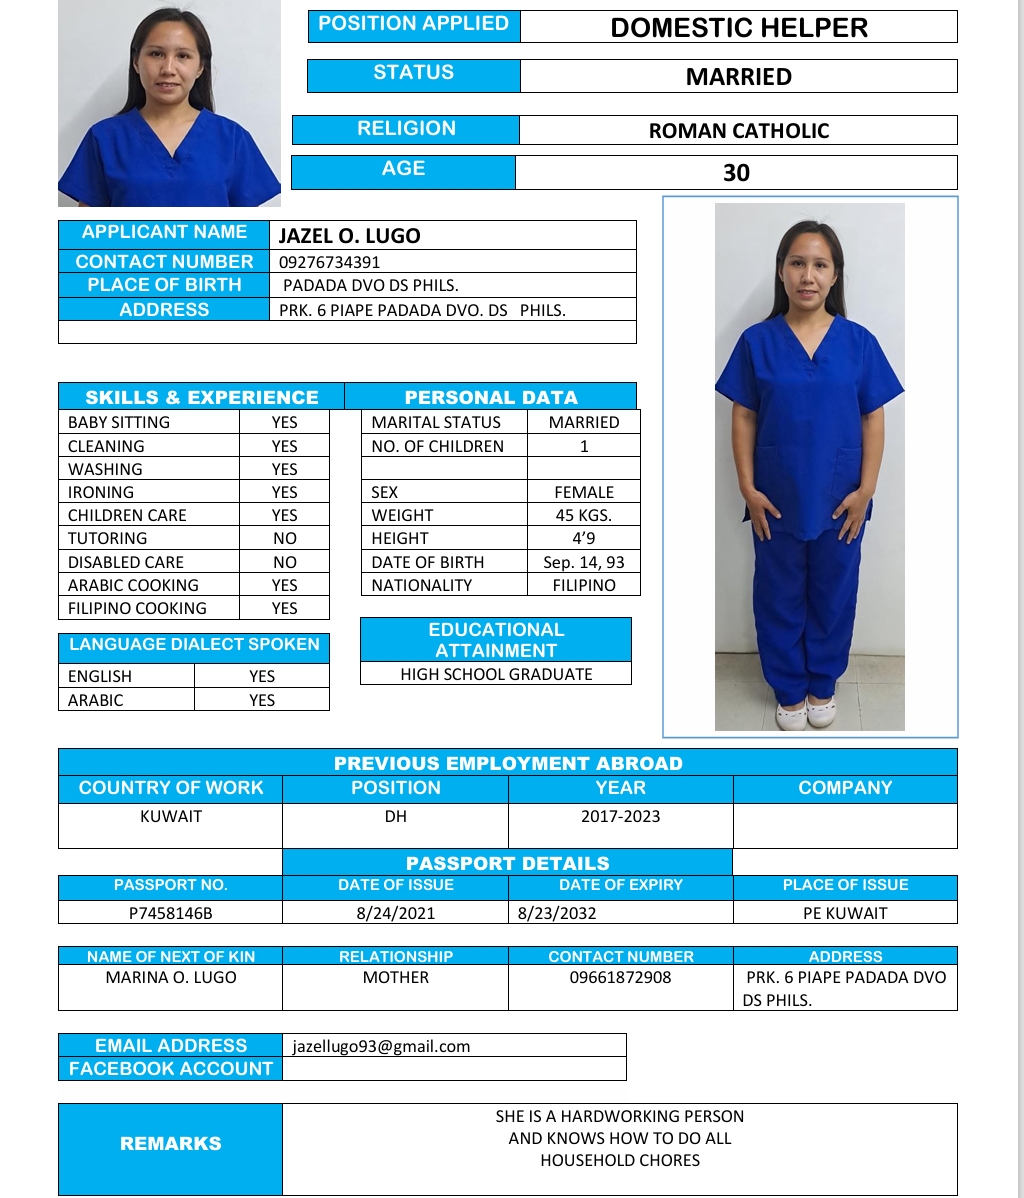 POSITION APPLIED DOMESTIC HELPER
STATUS MARRIED
RELIGION ROMAN CATHOLIC
AGE 30
APPLICANT NAME JAZEL O. LUGO
CONTACT NUMBER 09276734391
PLACE OF BIRTH PADADA DVO DS PHILS.
ADDRESS PRK. 6 PIAPE PADADA DVO. DS PHILS.
SKILLS & EXPERIENCE PERSONAL DATA
BABY SITTING YES MARITAL STATUS MARRIED
CLEANING YES NO. OF CHILDREN 1
WASHING YES
IRONING YES SEX FEMALE
CHILDREN CARE YES WEIGHT 45 KGS.
TUTORING NO HEIGHT 4’9
DISABLED CARE NO DATE OF BIRTH Sep. 14, 93
ARABIC COOKING YES NATIONALITY FILIPINO
FILIPINO COOKING YES
LANGUAGE DIALECT SPOKEN
ENGLISH YES
ARABIC YES
EDUCATIONAL
ATTAINMENT
HIGH SCHOOL GRADUATE
PREVIOUS EMPLOYMENT ABROAD
COUNTRY OF WORK POSITION YEAR COMPANY
KUWAIT DH 2017-2023
PASSPORT DETAILS
PASSPORT NO. DATE OF ISSUE DATE OF EXPIRY PLACE OF ISSUE
P7458146B 8/24/2021 8/23/2032 PE KUWAIT
NAME OF NEXT OF KIN RELATIONSHIP CONTACT NUMBER ADDRESS
MARINA O. LUGO MOTHER 09661872908 PRK. 6 PIAPE PADADA DVO
DS PHILS.
EMAIL ADDRESS jazellugo93@gmail.com
FACEBOOK ACCOUNT
REMARKS
SHE IS A HARDWORKING PERSON
AND KNOWS HOW TO DO ALL
HOUSEHOLD CHORES